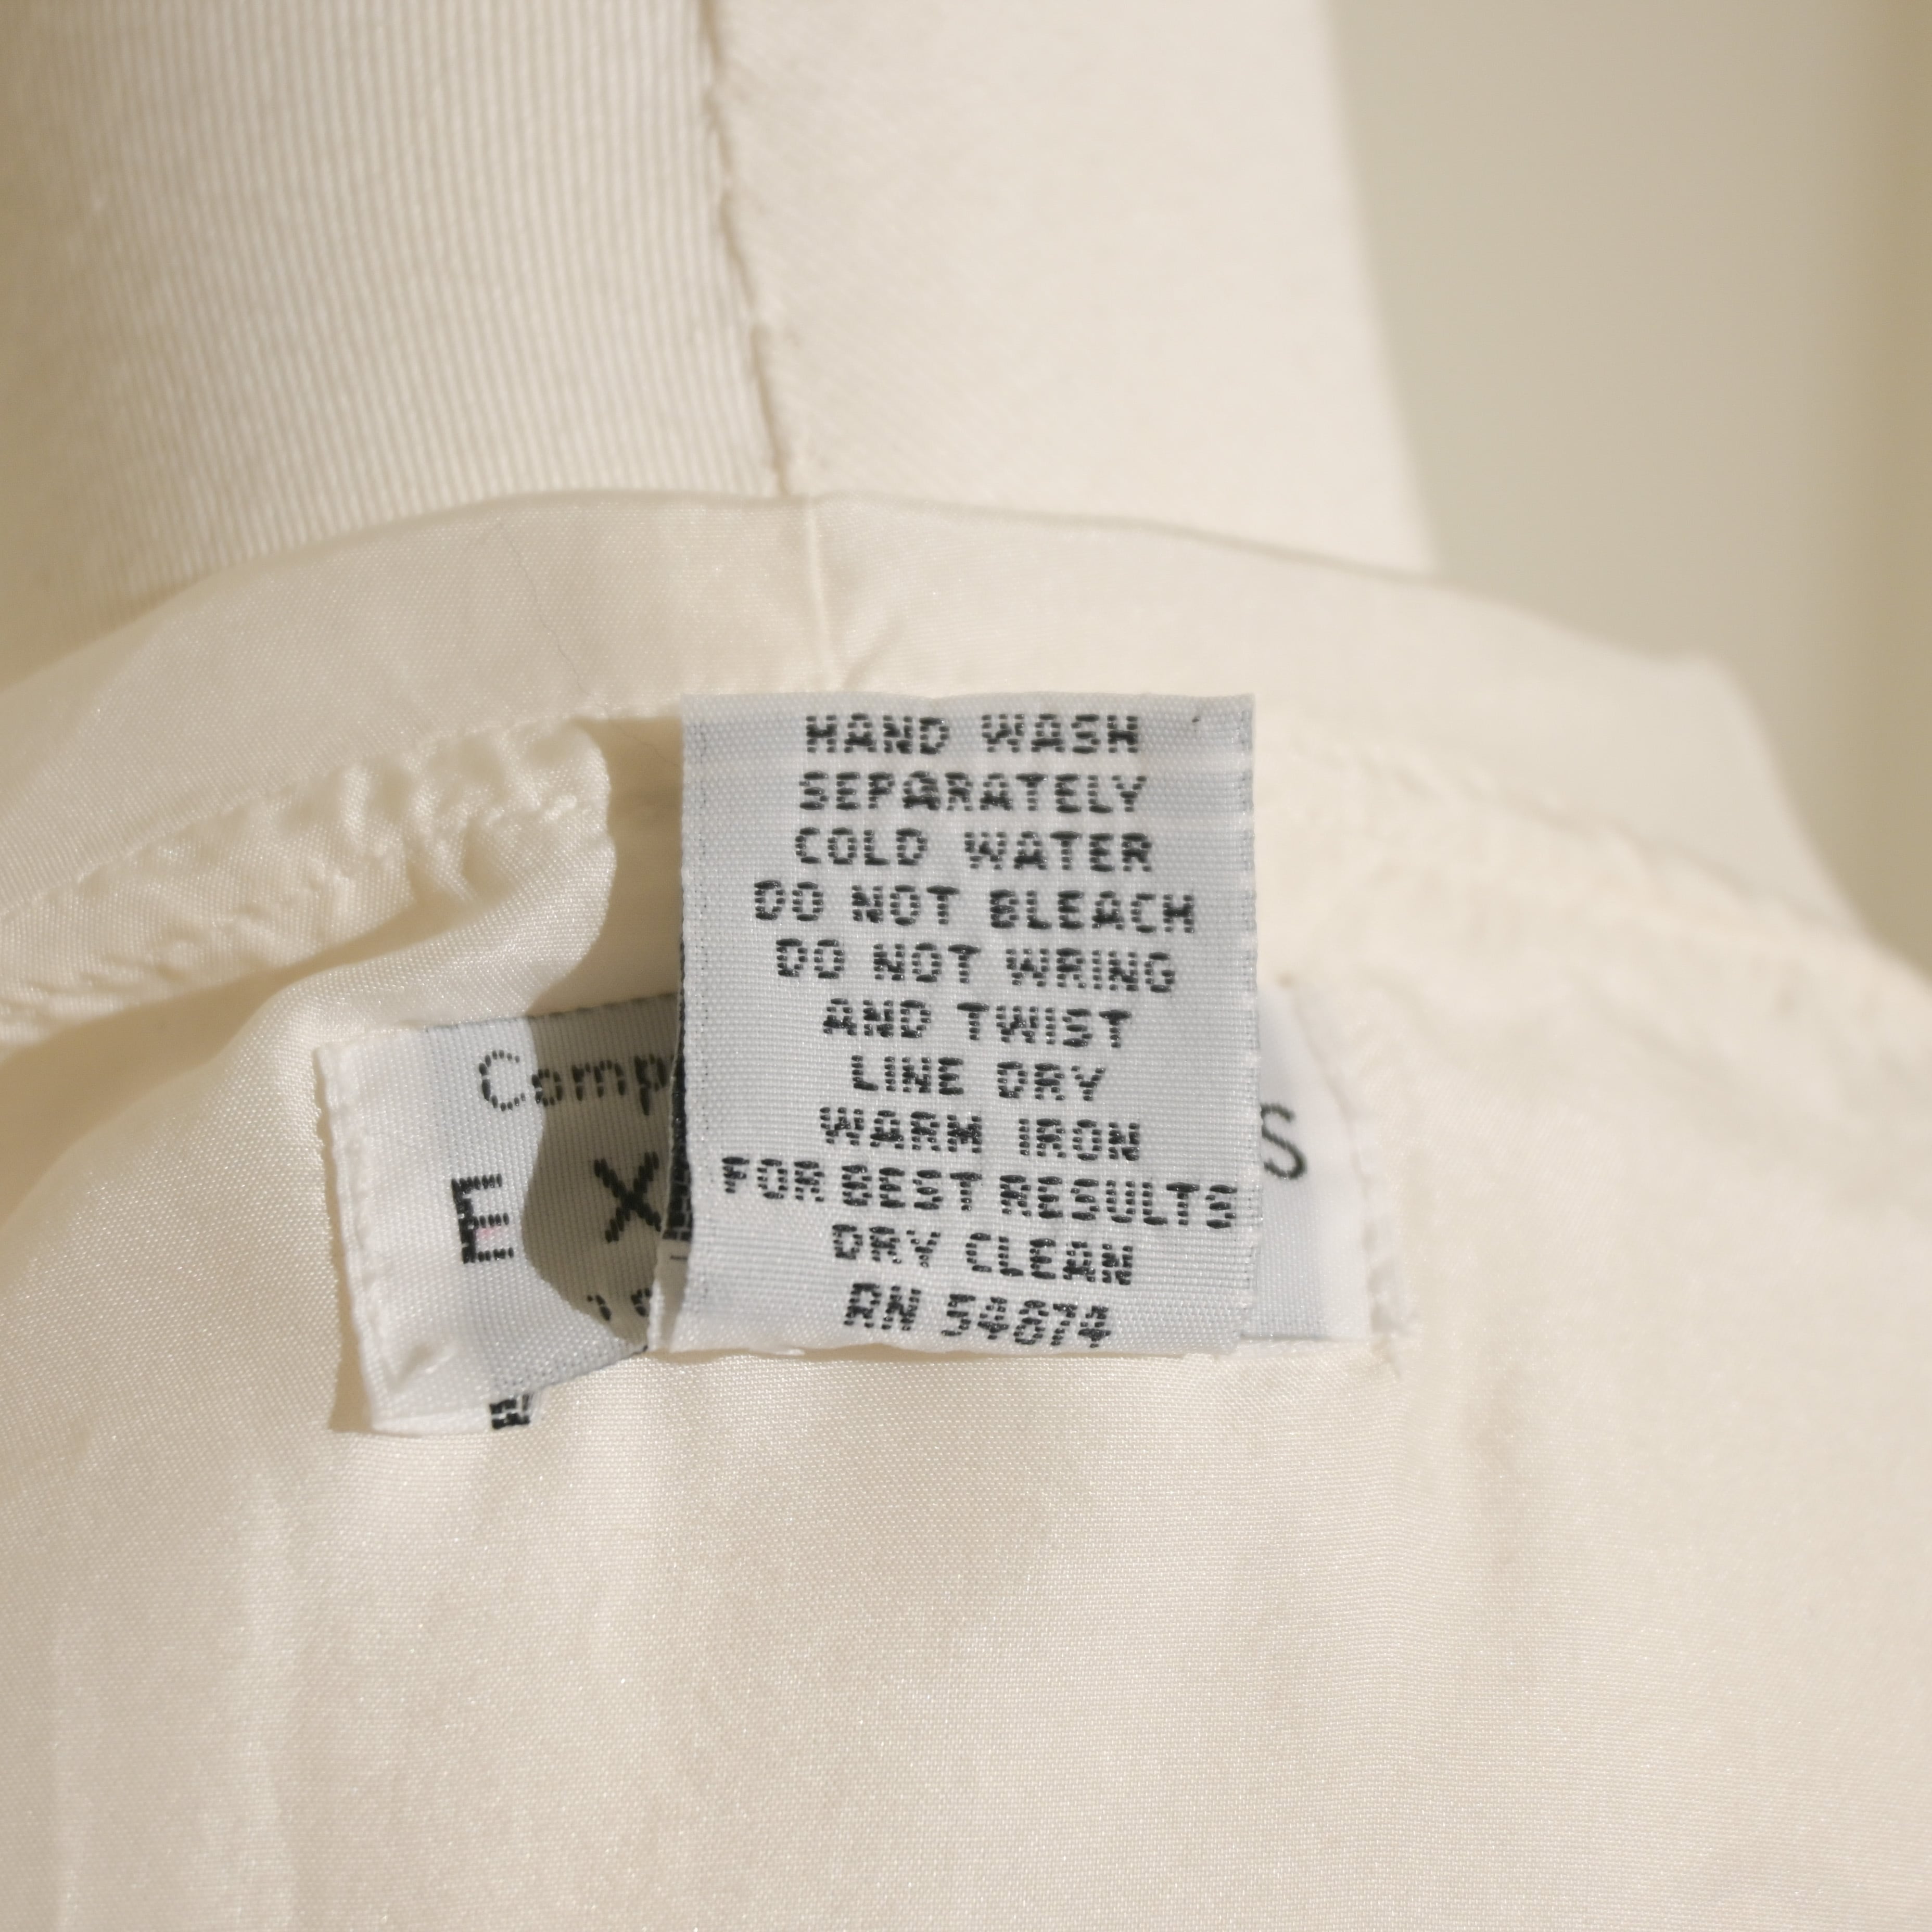 HAND WASH
SEPARATELY
COLD WATER
DO NOT BLEACH
DO NOT WRING
AND TWIST
LINE DRY
WARM IRON
FOR BEST RESULTS
DRY CLEAN
RN 54874
Comp
E X
S